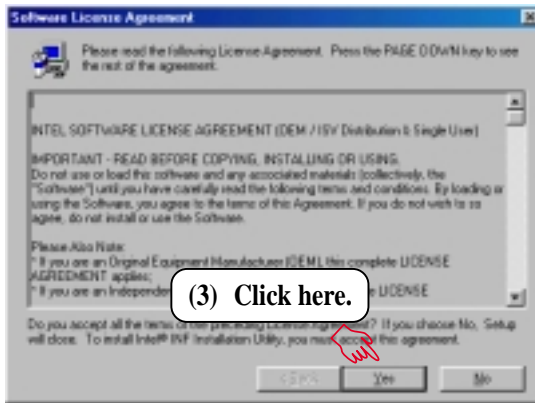 Software License Agreement
Please read the following License Agreement. Press the PAGE DOWN key to see
the rest of the agreement.
INTEL SOFTWARE LICENSE AGREEMENT (OEM / ISV Distribution & Single User)
IMPORTANT - READ BEFORE COPYING, INSTALLING OR USING.
Do not use or load this software and any associated materials (collectively, the
"Software") until you have carefully read the following terms and conditions. By loading or
using the Software, you agree to the terms of this Agreement. If you do not wish to so
agree, do not install or use the Software.
Please Also Note:
* If you are an Original Equipment Manufacturer (OEM), this complete LICENSE
AGREEMENT applies;
* If you are an Independen LICENSE
(3) Click here.
Do you accept all the terms of the preceding License Agreement? If you choose No, Setup
will close. To install Intel® INF Installation Utility, you must accept this agreement.
< Back
Yes
No